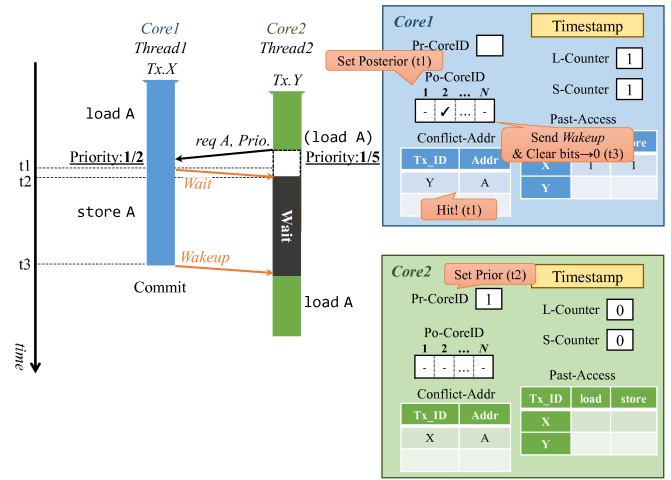 Core1
Thread1
Tx.X
Core2
Thread2
Tx.Y
load A
req A, Prio.
(load A)
Priority:1/2
Priority:1/5
t1
t2
Wait
store A
Wait
t3
Wakeup
Commit
load A
time
Core1
Timestamp
Pr-CoreID
L-Counter 1
Set Posterior (t1)
Po-CoreID
S-Counter 1
1 2 ... N
- ✓ ... -
Past-Access
Conflict-Addr
Send Wakeup
& Clear bits→0 (t3)
Tx_ID Addr
X 1 1
Y A
Y
Hit! (t1)
Core2
Set Prior (t2)
Timestamp
Pr-CoreID 1
L-Counter 0
Po-CoreID
S-Counter 0
1 2 ... N
- - ... -
Past-Access
Conflict-Addr
Tx_ID load store
Tx_ID Addr
X
X A
Y